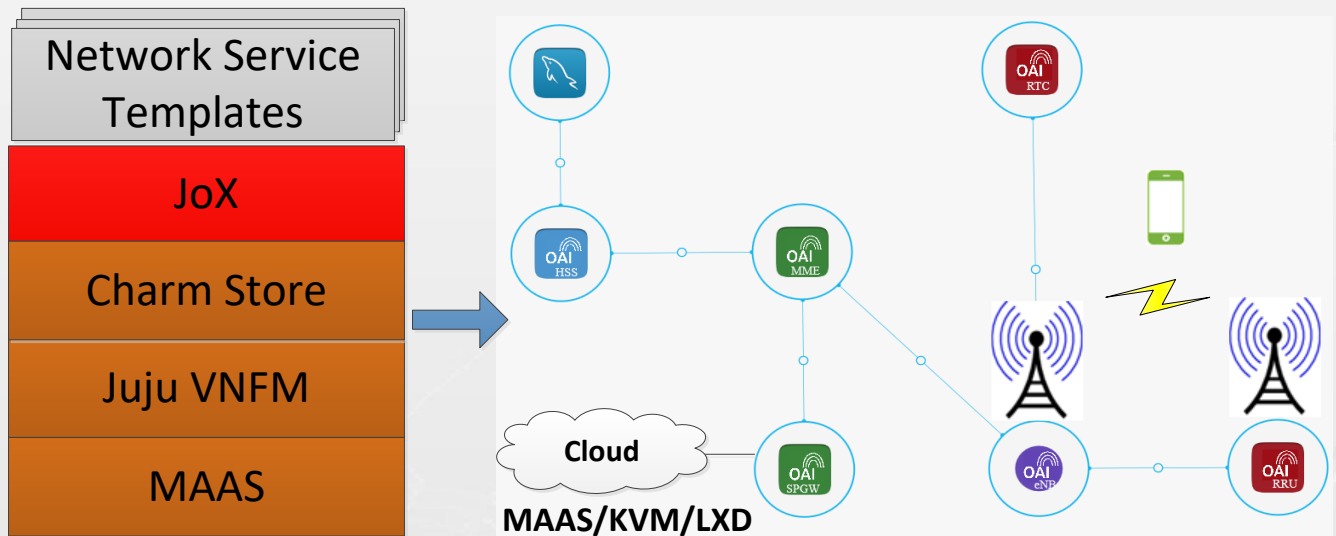 Network Service
Templates
JoX
Charm Store
Juju VNFM
MAAS
OAI
RTC
OAI
HSS
OAI
MME
Cloud
OAI
SPGW
OAI
eNB
OAI
RRU
MAAS/KVM/LXD